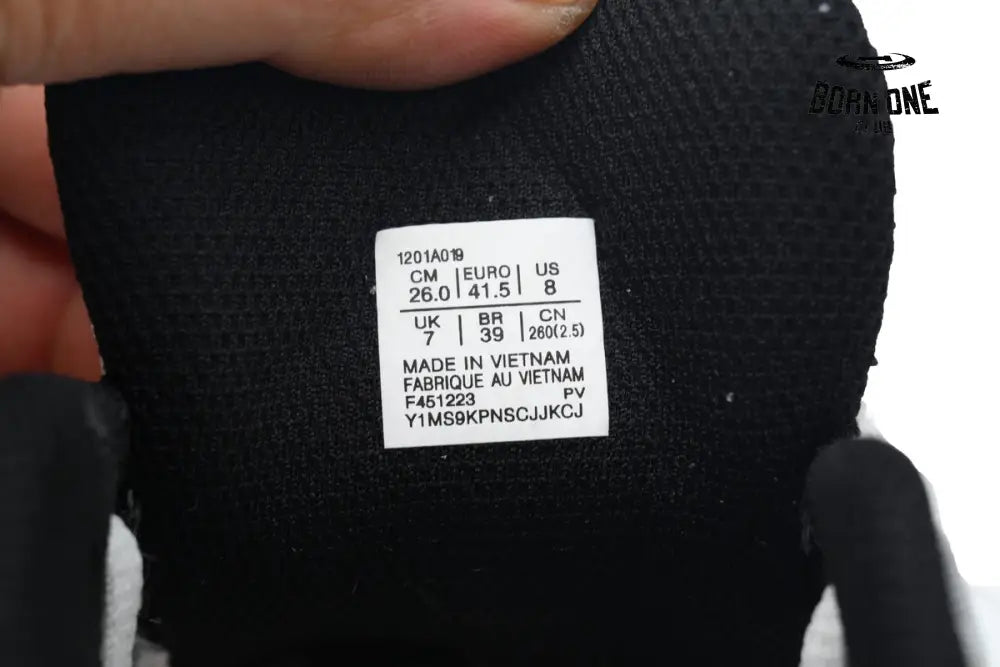 BORN ONE
1201A019
CM EURO US
26.0 41.5 8
UK BR CN
7 39 260(2.5)
MADE IN VIETNAM
FABRIQUE AU VIETNAM
F451223 PV
Y1MS9KPNSCJJKCJ